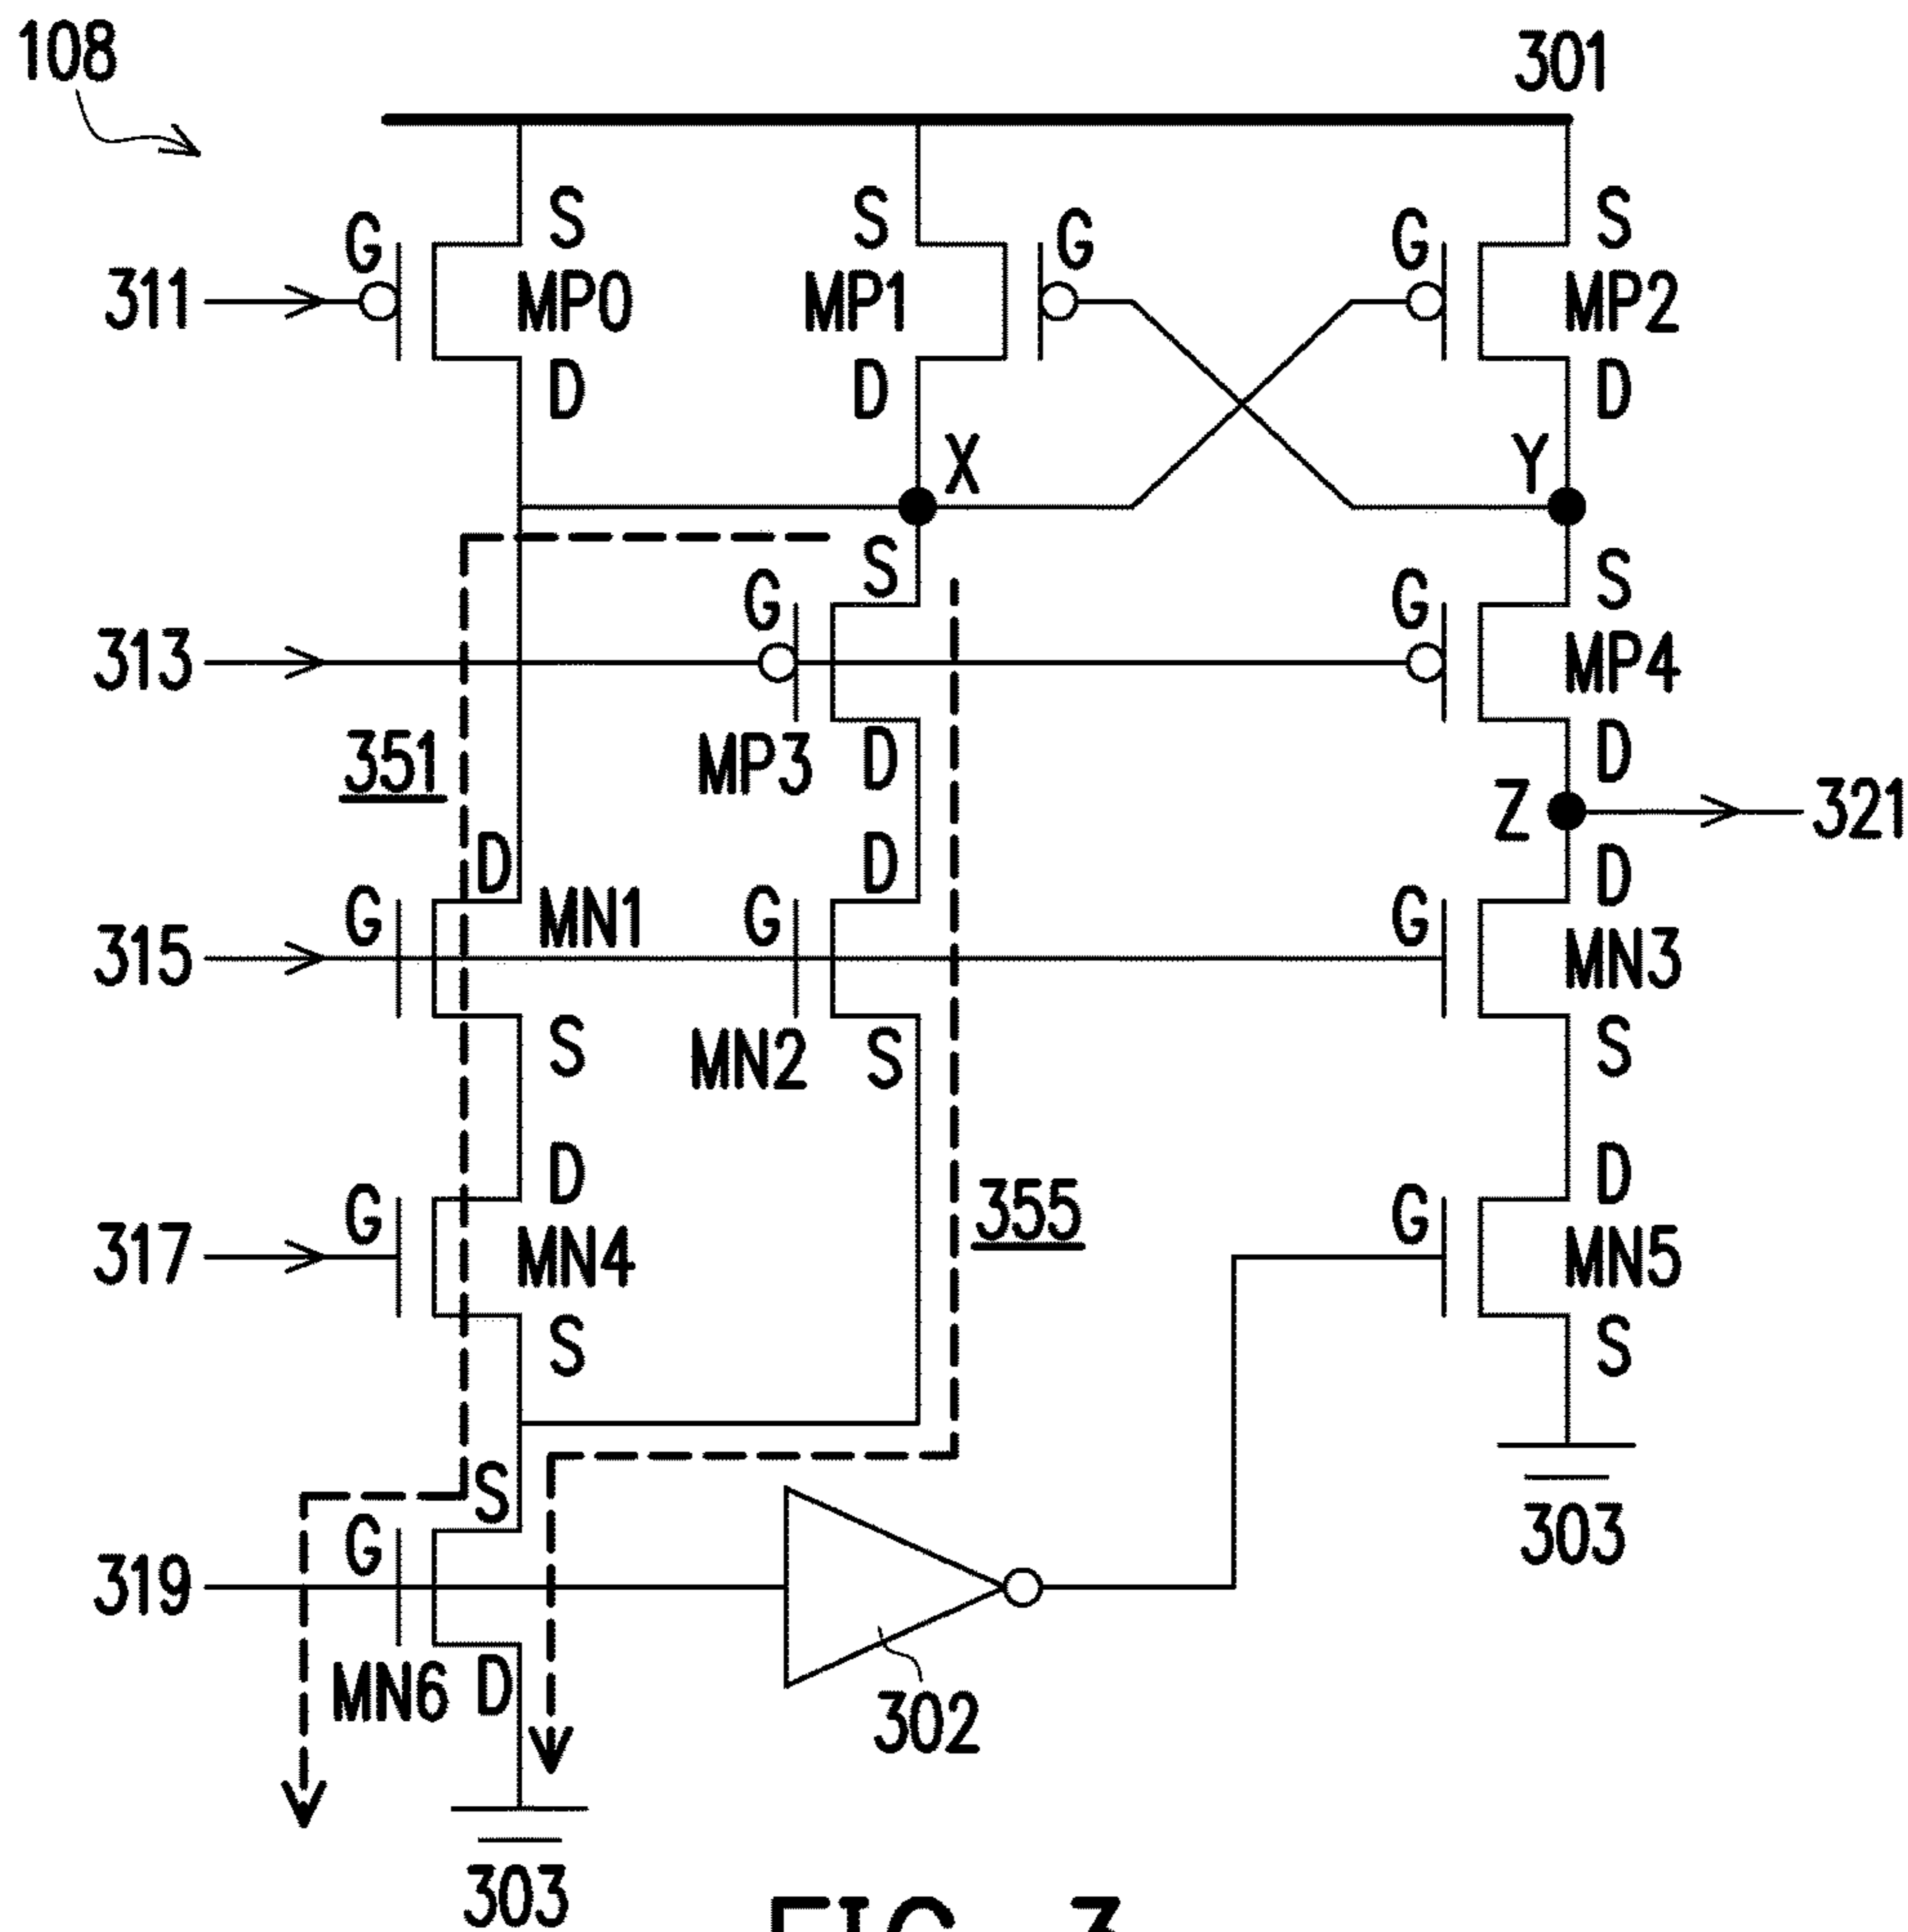 108
301
S S G G S
G
311 MP0 MP1 MP2
D D D
X Y
S S
G G
313 MP4
351 MP3 D D
Z 321
D D D
G MN1 G G
315 MN3
S MN2 S S
D D
G 355 G
317 MN4 MN5
S S
S
G 303
319
MN6 D 302
303
FIG. 3